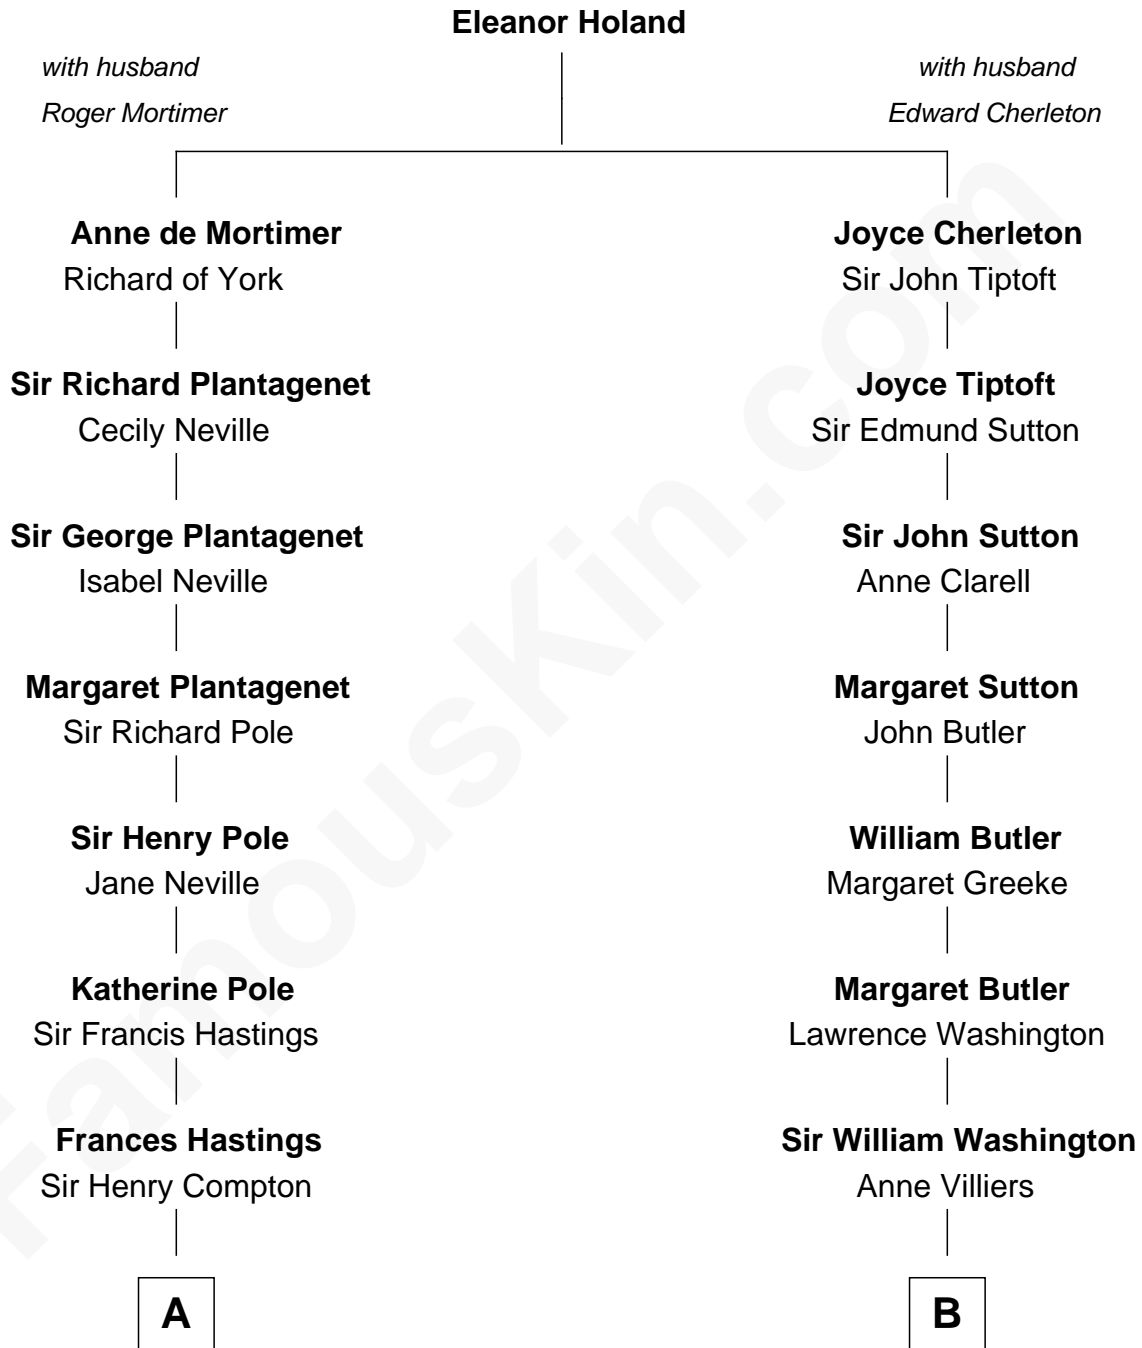 Eleanor Holand
with husband
Roger Mortimer
with husband
Edward Cherleton
Anne de Mortimer
Richard of York
Joyce Cherleton
Sir John Tiptoft
Sir Richard Plantagenet
Cecily Neville
Joyce Tiptoft
Sir Edmund Sutton
Sir George Plantagenet
Isabel Neville
Sir John Sutton
Anne Clarell
Margaret Plantagenet
Sir Richard Pole
Margaret Sutton
John Butler
Sir Henry Pole
Jane Neville
William Butler
Margaret Greeke
Katherine Pole
Sir Francis Hastings
Margaret Butler
Lawrence Washington
Frances Hastings
Sir Henry Compton
Sir William Washington
Anne Villiers
A
B
FamousKin.com